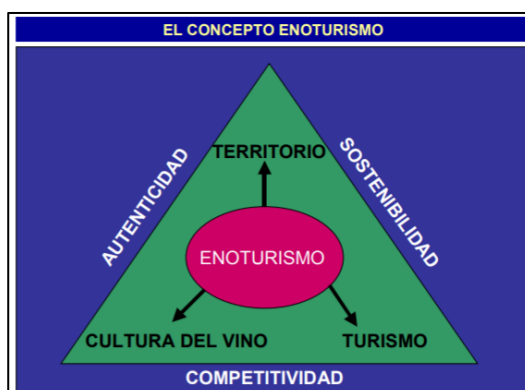 EL CONCEPTO ENOTURISMO
TERRITORIO
AUTENTICIDAD
SOSTENIBILIDAD
ENOTURISMO
CULTURA DEL VINO
TURISMO
COMPETITIVIDAD